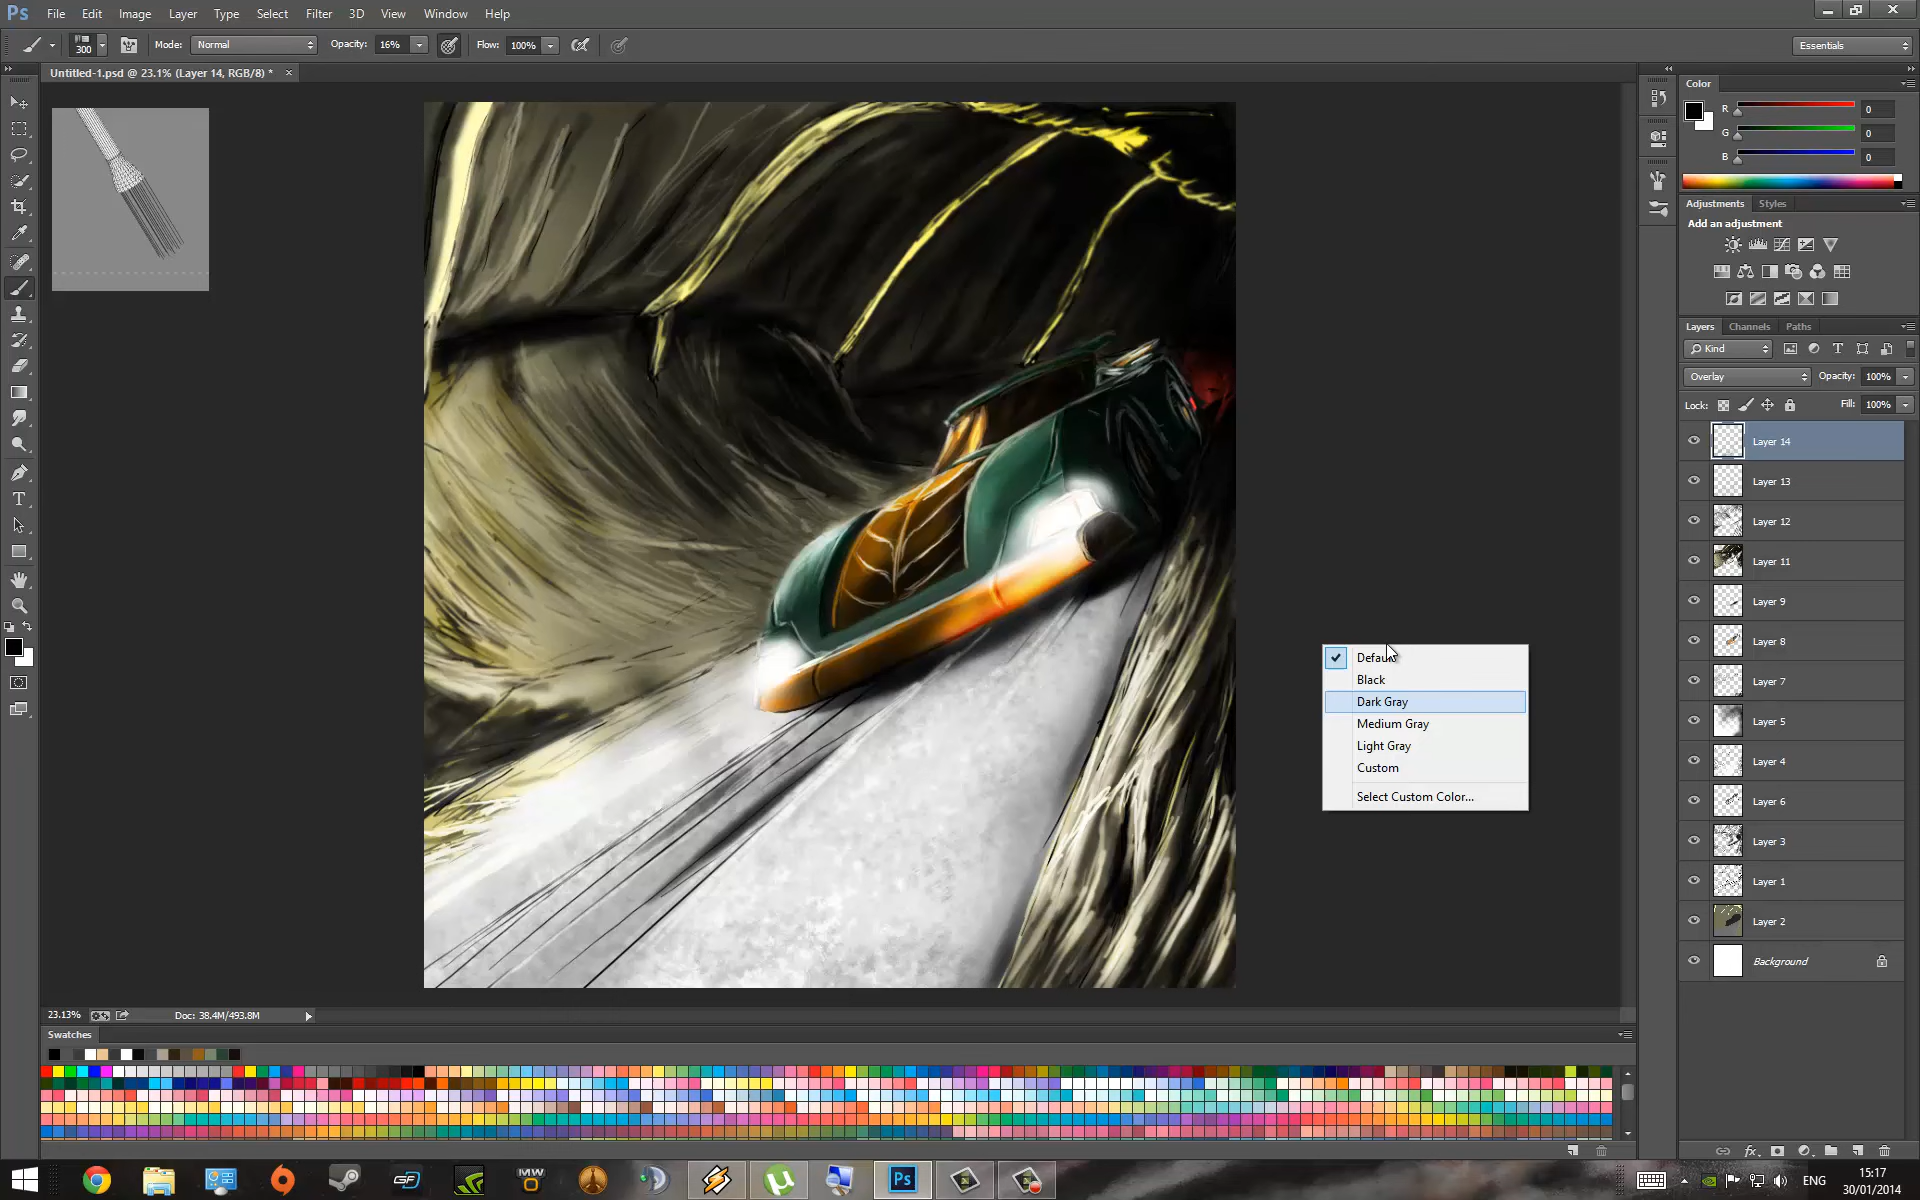 Ps File Edit Image Layer Type Select Filter 3D View Window Help
300 Mode: Normal Opacity: 16% Flow: 100% Essentials
Untitled-1.psd @ 23.1% (Layer 14, RGB/8) *
Color
R 0
G 0
B 0
Adjustments Styles
Add an adjustment
Layers Channels Paths
Kind
Overlay Opacity: 100%
Lock: Fill: 100%
Layer 14
Layer 13
Layer 12
Layer 11
Layer 9
Layer 8
Layer 7
Layer 5
Layer 4
Layer 6
Layer 3
Layer 1
Layer 2
Background
Default
Black
Dark Gray
Medium Gray
Light Gray
Custom
Select Custom Color...
23.13% Doc: 38.4M/493.8M
Swatches
GF MW Ps ENG
15:17
30/01/2014